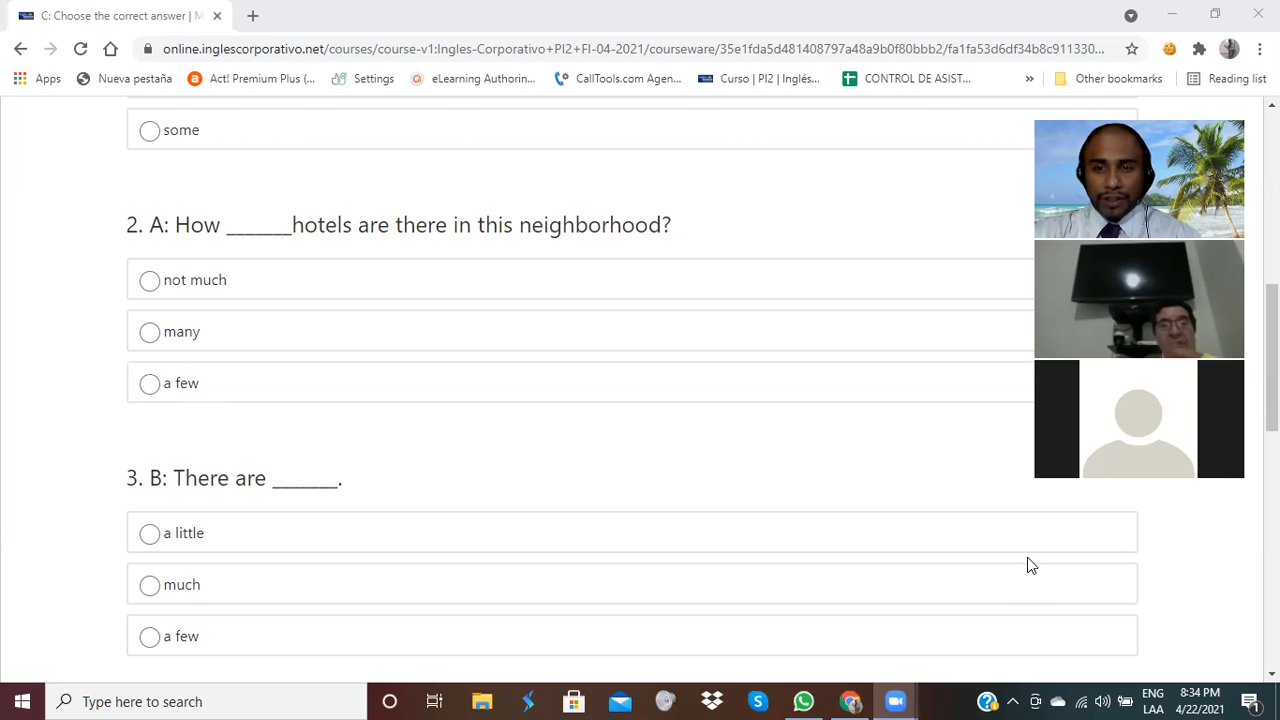 C: Choose the correct answer | M
online.inglescorporativo.net/courses/course-v1:Ingles-Corporativo+PI2+FI-04-2021/courseware/35e1fda5d481408797a48a9b0f80bbb2/fa1fa53d6df34b8c911330...
Apps
Nueva pestaña
Act! Premium Plus (...
Settings
eLearning Authorin...
CallTools.com Agen...
Curso | PI2 | Inglés...
CONTROL DE ASIST...
»
Other bookmarks
Reading list
some
2. A: How _______hotels are there in this neighborhood?
not much
many
a few
3. B: There are _______.
a little
much
a few
Type here to search
ENG
LAA
8:34 PM
4/22/2021
1